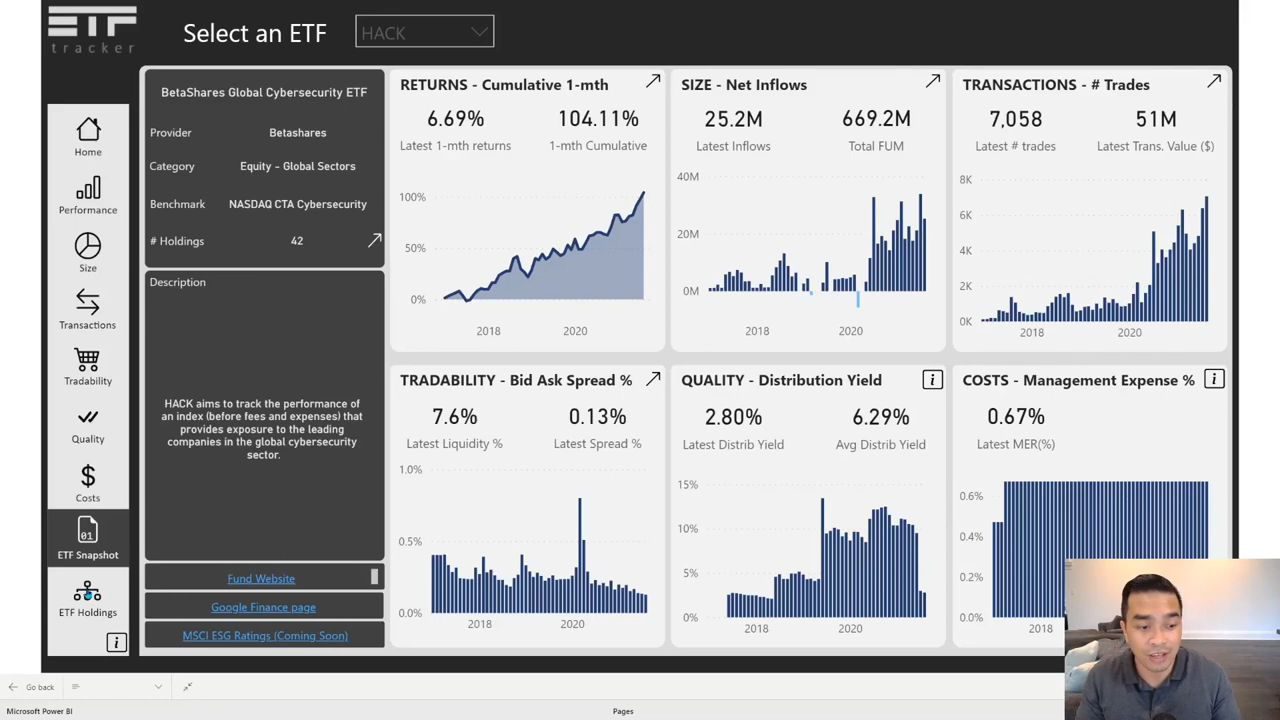 ETF
tracker
Select an ETF
HACK
Home
Performance
Size
Transactions
Tradability
Quality
$
Costs
01
ETF Snapshot
ETF Holdings
i
BetaShares Global Cybersecurity ETF
Provider Betashares
Category Equity - Global Sectors
Benchmark NASDAQ CTA Cybersecurity
# Holdings 42
Description
HACK aims to track the performance of
an index (before fees and expenses) that
provides exposure to the leading
companies in the global cybersecurity
sector.
Fund Website
Google Finance page
MSCI ESG Ratings (Coming Soon)
RETURNS - Cumulative 1-mth
6.69% 104.11%
Latest 1-mth returns 1-mth Cumulative
100%
50%
0%
2018 2020
SIZE - Net Inflows
25.2M 669.2M
Latest Inflows Total FUM
40M
20M
0M
2018 2020
TRANSACTIONS - # Trades
7,058 51M
Latest # trades Latest Trans. Value ($)
8K
6K
4K
2K
0K
2018 2020
TRADABILITY - Bid Ask Spread %
7.6% 0.13%
Latest Liquidity % Latest Spread %
1.0%
0.5%
0.0%
2018 2020
QUALITY - Distribution Yield i
2.80% 6.29%
Latest Distrib Yield Avg Distrib Yield
15%
10%
5%
0%
2018 2020
COSTS - Management Expense % i
0.67%
Latest MER(%)
0.6%
0.4%
0.2%
0.0%
2018
Go back
Microsoft Power BI Pages